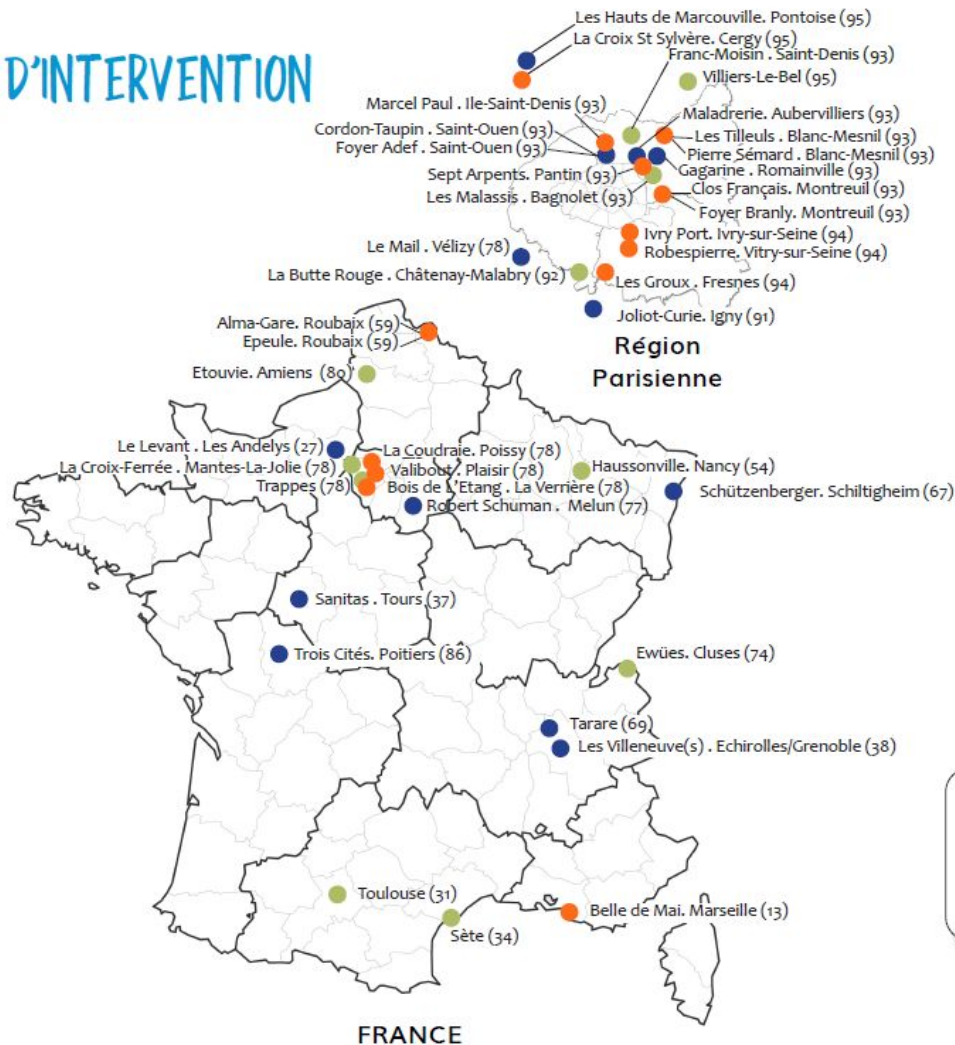 D'INTERVENTION
Les Hauts de Marcouville. Pontoise (95)
La Croix St Sylvère. Cergy (95)
Franc-Moisin . Saint-Denis (93)
Villiers-Le-Bel (95)
Marcel Paul . Ile-Saint-Denis (93)
Maladrerie. Aubervilliers (93)
Cordon-Taupin . Saint-Ouen (93)
Les Tilleuls . Blanc-Mesnil (93)
Foyer Adef . Saint-Ouen (93)
Pierre Sémard . Blanc-Mesnil (93)
Sept Arpents. Pantin (93)
Gagarine . Romainville (93)
Les Malassis . Bagnolet (93)
Clos Français. Montreuil (93)
Foyer Branly. Montreuil (93)
Ivry Port. Ivry-sur-Seine (94)
Le Mail . Vélizy (78)
Robespierre. Vitry-sur-Seine (94)
La Butte Rouge . Châtenay-Malabry (92)
Les Groux . Fresnes (94)
Joliot-Curie. Igny (91)
Région
Parisienne
Alma-Gare. Roubaix (59)
Epeule. Roubaix (59)
Etouvie. Amiens (80)
Le Levant . Les Andelys (27)
La Coudraie. Poissy (78)
La Croix-Ferrée . Mantes-La-Jolie (78)
Valibout . Plaisir (78)
Haussonville. Nancy (54)
Trappes (78)
Bois de L'Etang . La Verrière (78)
Schützenberger. Schiltigheim (67)
Robert Schuman . Melun (77)
Sanitas . Tours (37)
Trois Cités. Poitiers (86)
Ewües. Cluses (74)
Tarare (69)
Les Villeneuve(s) . Echirolles/Grenoble (38)
Toulouse (31)
Belle de Mai. Marseille (13)
Sète (34)
FRANCE